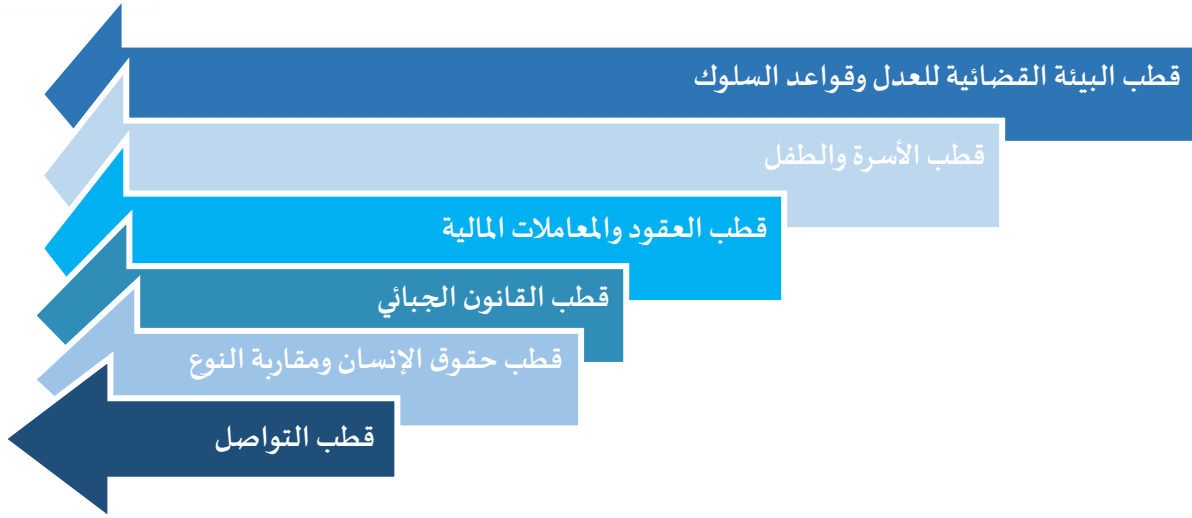 قطب البيئة القضائية للعدل وقواعد السلوك
قطب الأسرة والطفل
قطب العقود والمعاملات المالية
قطب القانون الجبائي
قطب حقوق الإنسان ومقاربة النوع
قطب التواصل